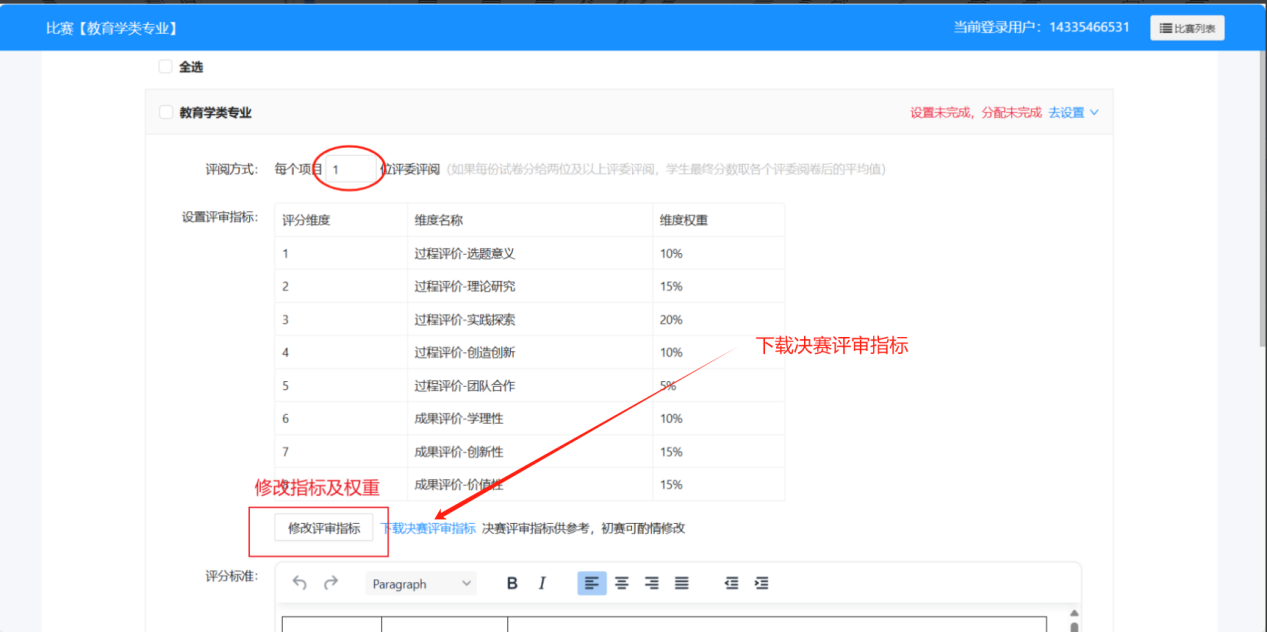 比赛【教育学类专业】
当前登录用户：14335466531
比赛列表
全选
教育学类专业
设置未完成，分配未完成 去设置
评阅方式： 每个项目 1 位评委评阅 (如果每份试卷分给两位及以上评委评阅，学生最终分数取各个评委阅卷后的平均值)
设置评审指标： 评分维度 维度名称 维度权重
1 过程评价-选题意义 10%
2 过程评价-理论研究 15%
3 过程评价-实践探索 20%
下载决赛评审指标
4 过程评价-创造创新 10%
5 过程评价-团队合作 5%
6 成果评价-学理性 10%
7 成果评价-创新性 15%
8 成果评价-价值性 15%
修改指标及权重
修改评审指标 下载决赛评审指标 决赛评审指标供参考，初赛可酌情修改
评分标准：
Paragraph B I